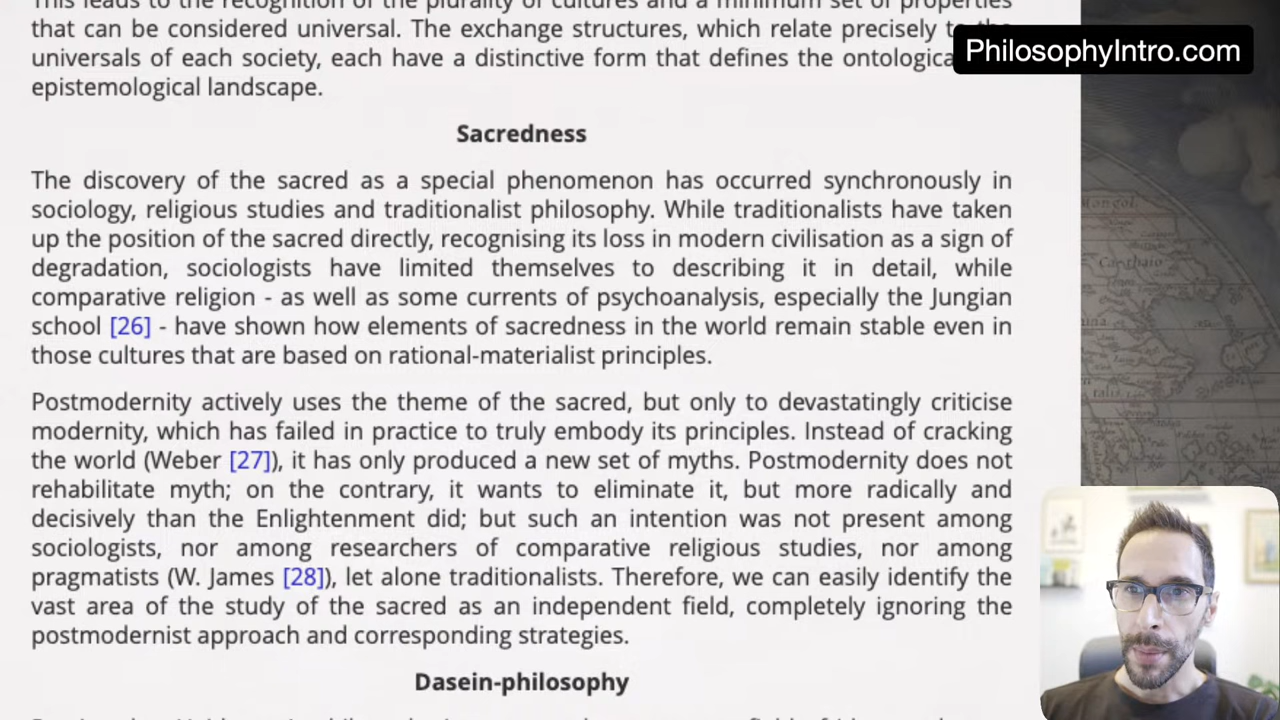 This leads to the recognition of the plurality of cultures and a minimum set of properties
that can be considered universal. The exchange structures, which relate precisely to the
universals of each society, each have a distinctive form that defines the
epistemological landscape.
PhilosophyIntro.com
Sacredness
The discovery of the sacred as a special phenomenon has occurred synchronously in
sociology, religious studies and traditionalist philosophy. While traditionalists have taken
up the position of the sacred directly, recognising its loss in modern civilisation as a sign of
degradation, sociologists have limited themselves to describing it in detail, while
comparative religion - as well as some currents of psychoanalysis, especially the Jungian
school [26] - have shown how elements of sacredness in the world remain stable even in
those cultures that are based on rational-materialist principles.
Postmodernity actively uses the theme of the sacred, but only to devastatingly criticise
modernity, which has failed in practice to truly embody its principles. Instead of cracking
the world (Weber [27]), it has only produced a new set of myths. Postmodernity does not
rehabilitate myth; on the contrary, it wants to eliminate it, but more radically and
decisively than the Enlightenment did; but such an intention was not present among
sociologists, nor among researchers of comparative religious studies, nor among
pragmatists (W. James [28]), let alone traditionalists. Therefore, we can easily identify the
vast area of the study of the sacred as an independent field, completely ignoring the
postmodernist approach and corresponding strategies.
Dasein-philosophy